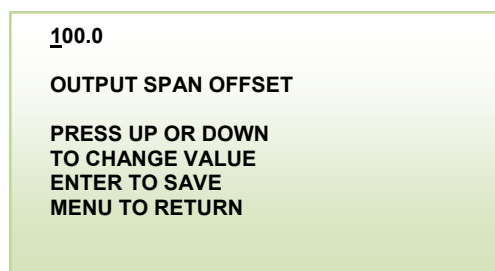 100.0
OUTPUT SPAN OFFSET
PRESS UP OR DOWN
TO CHANGE VALUE
ENTER TO SAVE
MENU TO RETURN